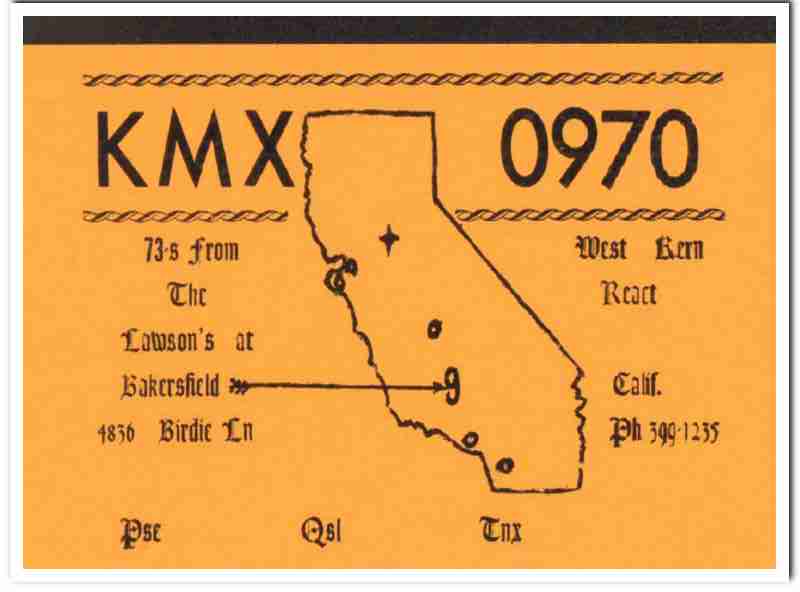 KMX 0970
73-s From
The
Lawson's at
Bakersfield
4836 Birdie Ln
West Kern
React
9
Calif.
Ph 399-1235
Pse Qsl Tnx